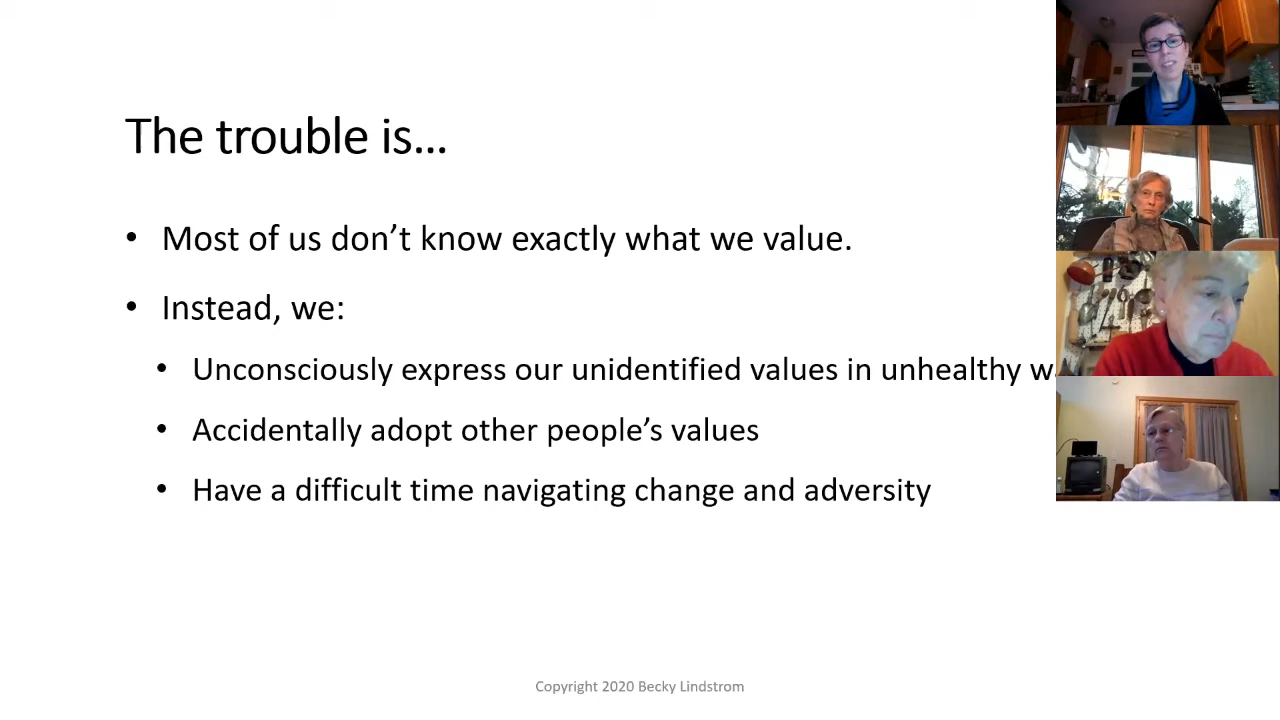 The trouble is…
• Most of us don’t know exactly what we value.
• Instead, we:
• Unconsciously express our unidentified values in unhealthy
• Accidentally adopt other people’s values
• Have a difficult time navigating change and adversity
Copyright 2020 Becky Lindstrom